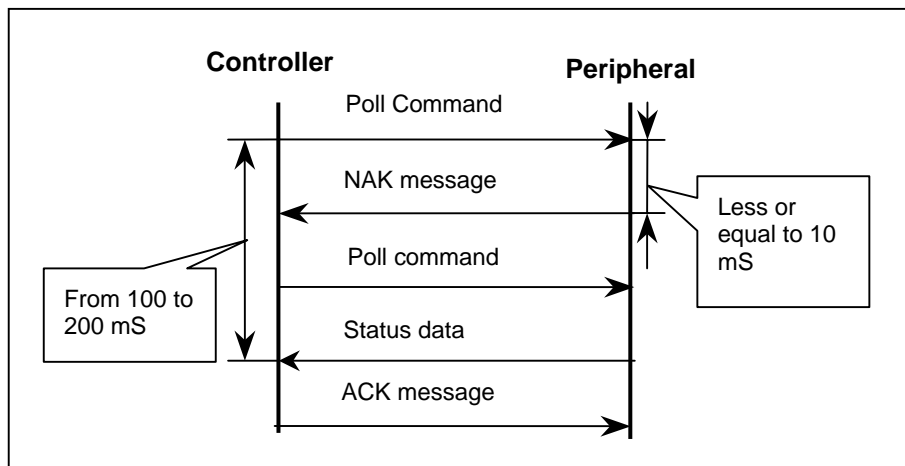 Controller
Peripheral
Poll Command
NAK message
Less or
equal to 10
mS
Poll command
From 100 to
200 mS
Status data
ACK message